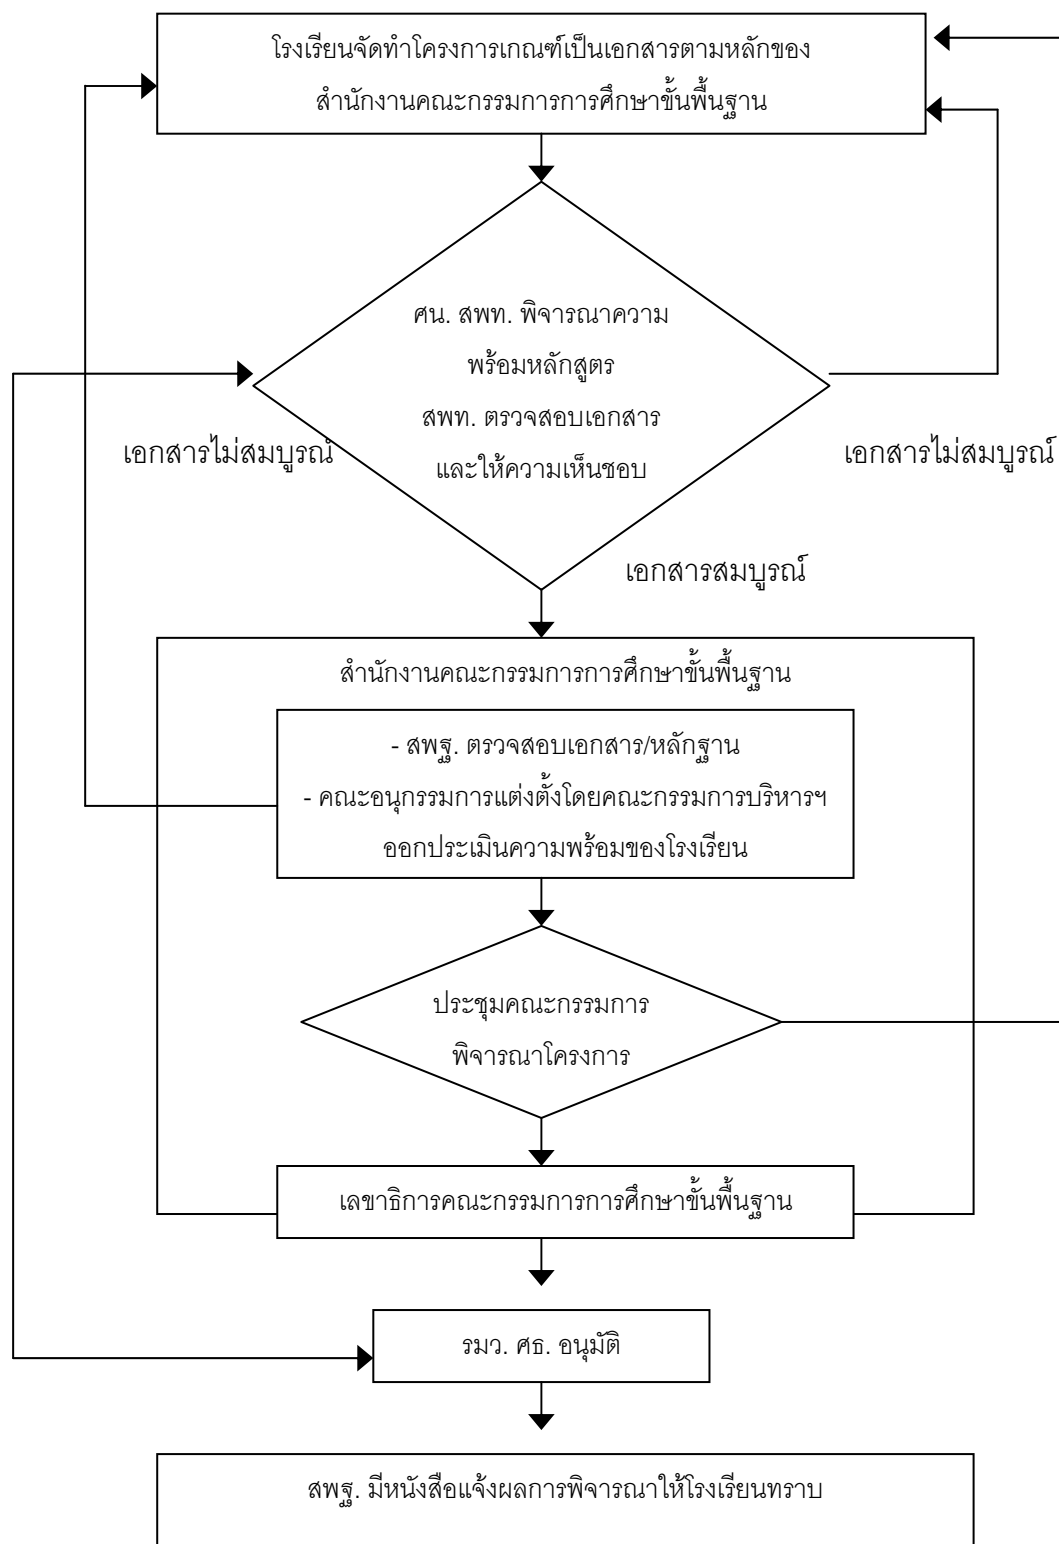 โรงเรียนจัดทำโครงการเกณฑ์เป็นเอกสารตามหลักของ
สำนักงานคณะกรรมการการศึกษาขั้นพื้นฐาน
ศน. สพท. พิจารณาความ
พร้อมหลักสูตร
สพท. ตรวจสอบเอกสาร
และให้ความเห็นชอบ
เอกสารไม่สมบูรณ์
เอกสารไม่สมบูรณ์
เอกสารสมบูรณ์
สำนักงานคณะกรรมการการศึกษาขั้นพื้นฐาน
- สพฐ. ตรวจสอบเอกสาร/หลักฐาน
- คณะอนุกรรมการแต่งตั้งโดยคณะกรรมการบริหารฯ
ออกประเมินความพร้อมของโรงเรียน
ประชุมคณะกรรมการ
พิจารณาโครงการ
เลขาธิการคณะกรรมการการศึกษาขั้นพื้นฐาน
รมว. ศธ. อนุมัติ
สพฐ. มีหนังสือแจ้งผลการพิจารณาให้โรงเรียนทราบ